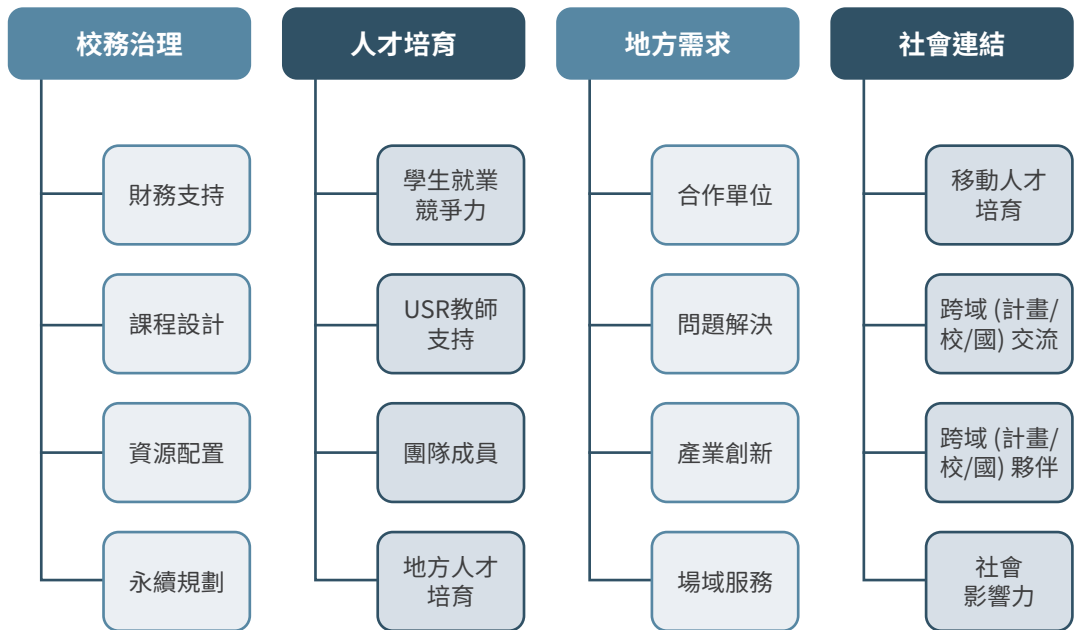 校務治理
財務支持
課程設計
資源配置
永續規劃
人才培育
學生就業
競爭力
USR教師
支持
團隊成員
地方人才
培育
地方需求
合作單位
問題解決
產業創新
場域服務
社會連結
移動人才
培育
跨域 (計畫/
校/國) 交流
跨域 (計畫/
校/國) 夥伴
社會
影響力